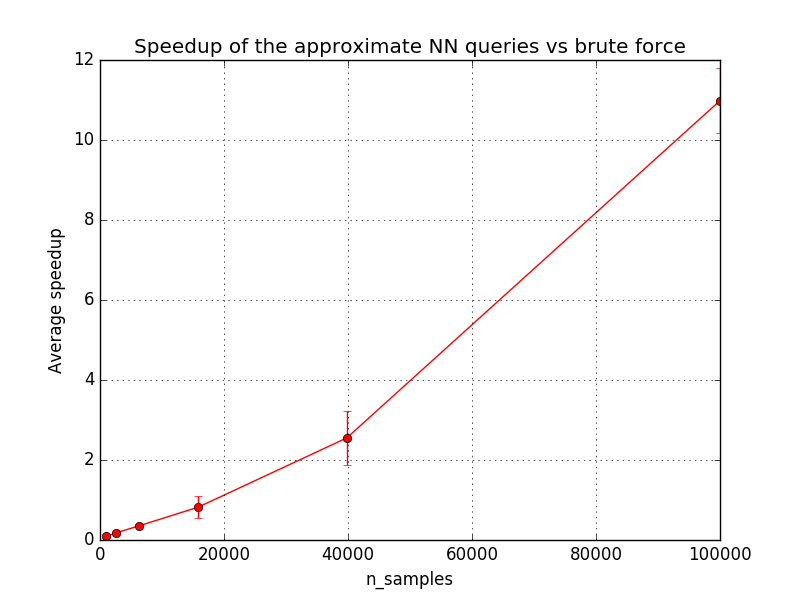 Speedup of the approximate NN queries vs brute force
12
10
8
6
4
2
0
Average speedup
0 20000 40000 60000 80000 100000
n_samples